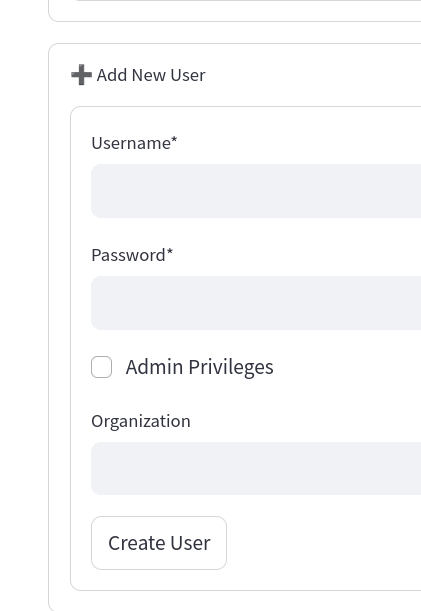 ➕ Add New User
Username*
Password*
Admin Privileges
Organization
Create User